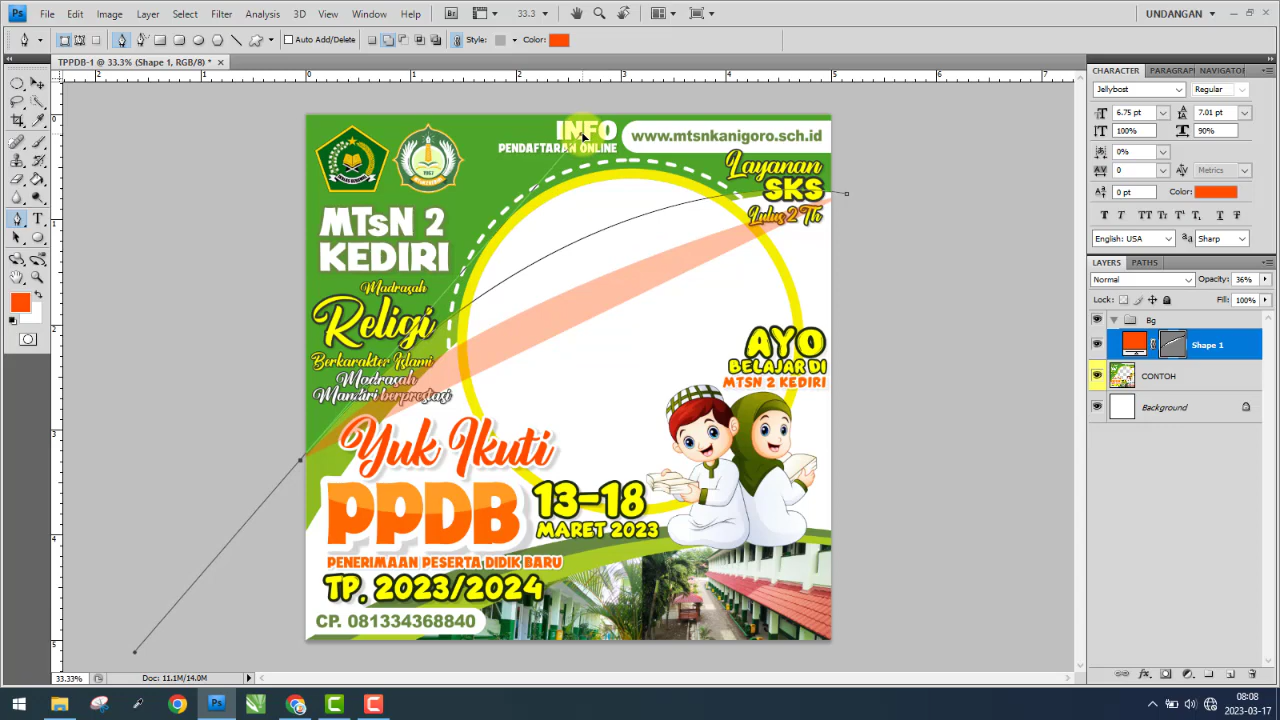 File Edit Image Layer Select Filter Analysis 3D View Window Help
33.3
UNDANGAN
Auto Add/Delete
Style:
Color:
TPPDB-1 @ 33.3% (Shape 1, RGB/8) *
INFO
PENDAFTARAN ONLINE
www.mtsnkanigoro.sch.id
Layanan
SKS
Lulus 2 Th
MTsN 2
KEDIRI
Madrasah
Religi
Berkarakter Islami
Madrasah
Mandiri berprestasi
AYO
BELAJAR DI
MTSN 2 KEDIRI
Yuk Ikuti
PPDB
13-18
MARET 2023
PENERIMAAN PESERTA DIDIK BARU
TP. 2023/2024
CP. 081334368840
CHARACTER PARAGRAPH NAVIGATOR
Jellybost Regular
6.75 pt 7.01 pt
100% 90%
0%
0 Metrics
0 pt Color:
English: USA Sharp
LAYERS PATHS
Normal Opacity: 36%
Lock: Fill: 100%
Bg
Shape 1
CONTOH
Background
33.33% Doc: 11.1M/14.0M
08:08
2023-03-17